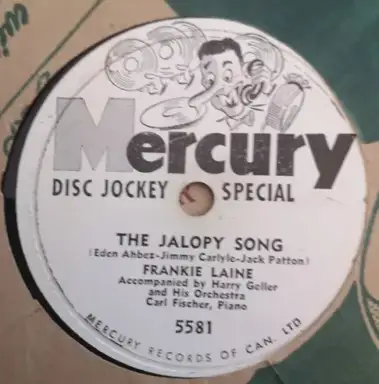 Mercury
DISC JOCKEY SPECIAL
THE JALOPY SONG
(Eden Ahbez-Jimmy Carlyle-Jack Patton)
FRANKIE LAINE
Accompanied by Harry Geller
and His Orchestra
Carl Fischer, Piano
5581
MERCURY RECORDS OF CAN. LTD